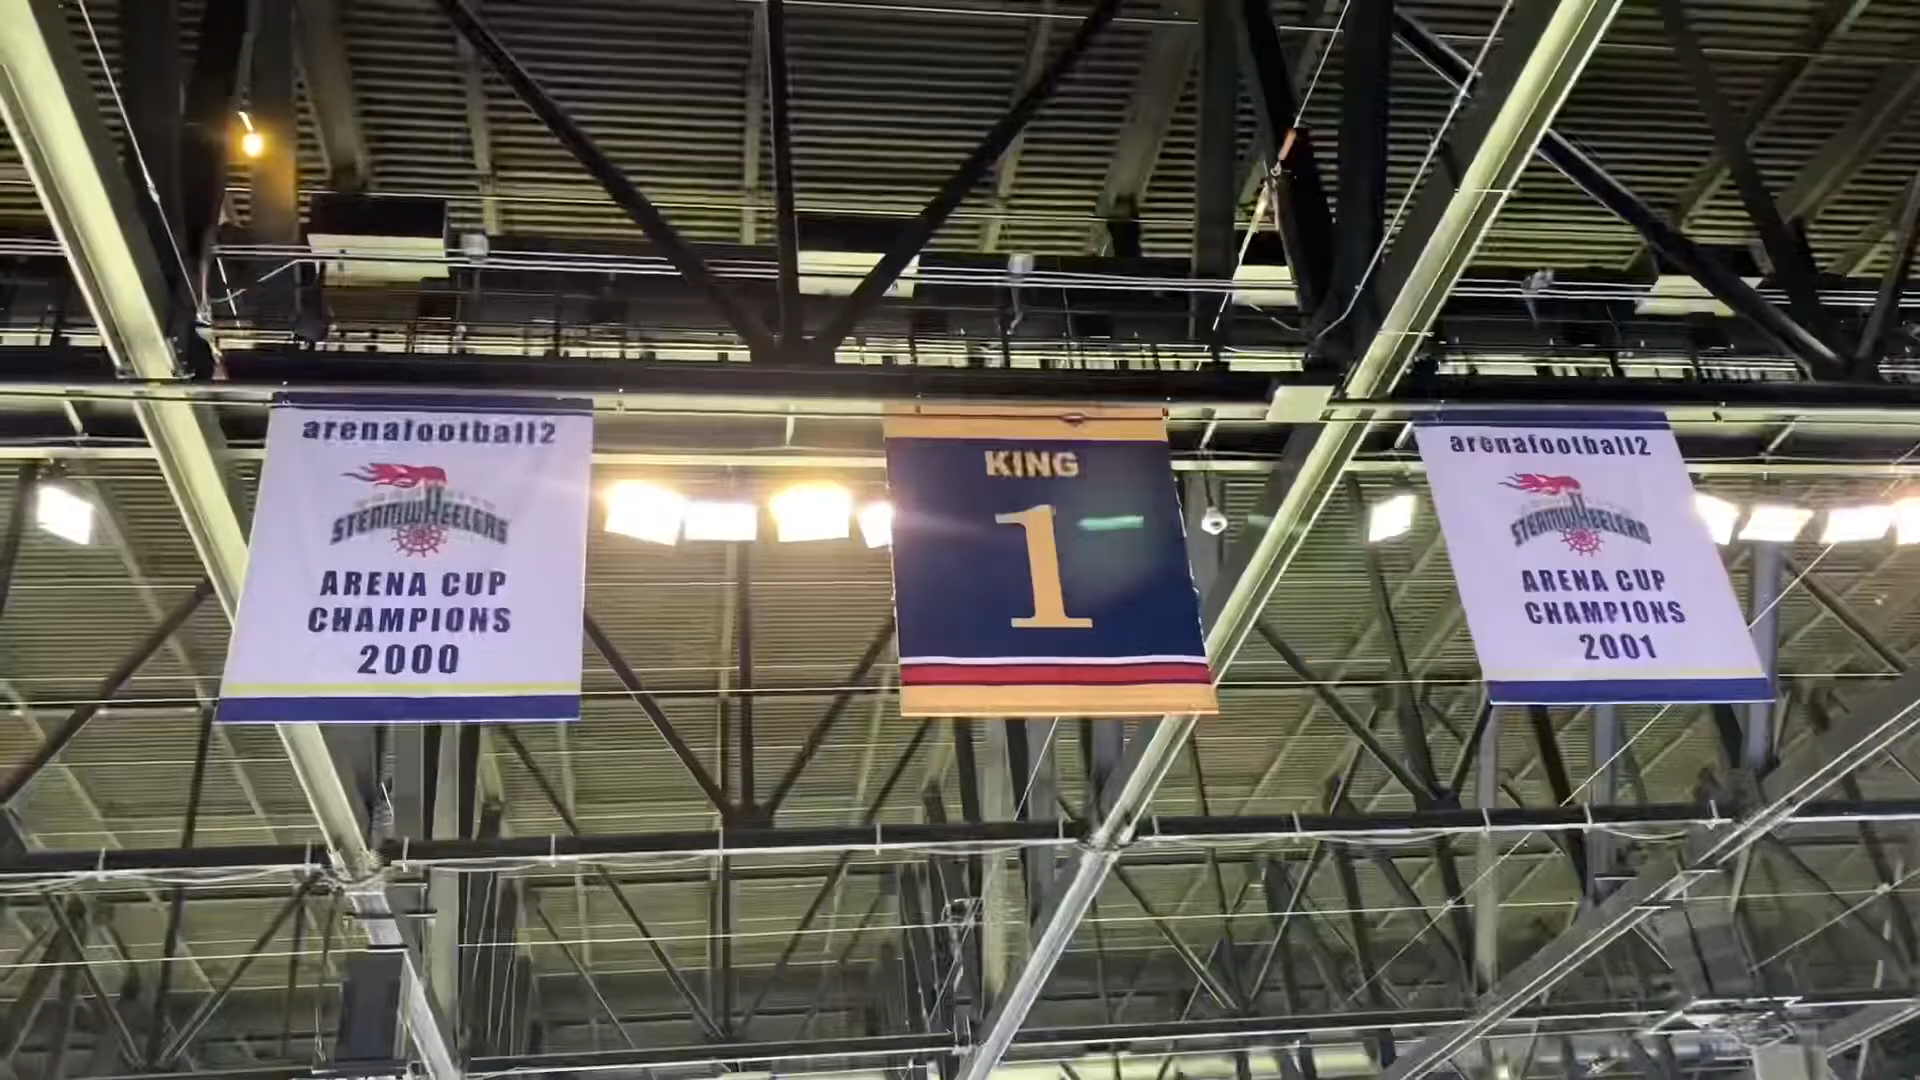 arenafootball2
STEAMWHEELERS
ARENA CUP
CHAMPIONS
2000
KING
1
arenafootball2
STEAMWHEELERS
ARENA CUP
CHAMPIONS
2001